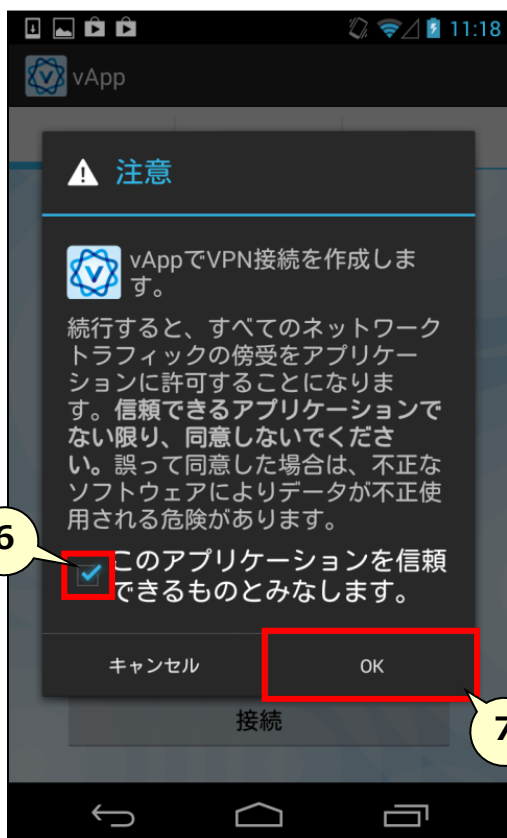 11:18
vApp
注意
vAppでVPN接続を作成しま
す。
続行すると、すべてのネットワーク
トラフィックの傍受をアプリケー
ションに許可することになりま
す。信頼できるアプリケーションで
ない限り、同意しないでくださ
い。誤って同意した場合は、不正な
ソフトウェアによりデータが不正使
用される危険があります。
6
このアプリケーションを信頼
できるものとみなします。
キャンセル
OK
7
接続